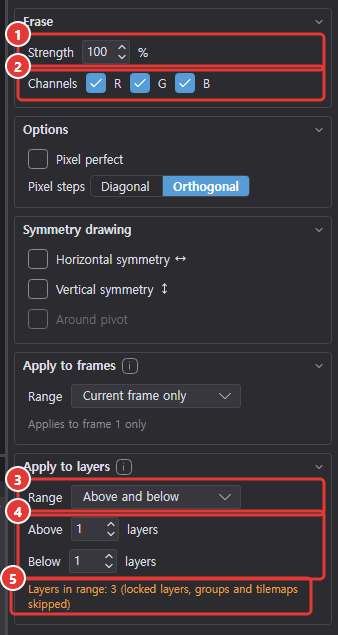 Erase
1
Strength 100 %
2
Channels R G B
Options
Pixel perfect
Pixel steps Diagonal Orthogonal
Symmetry drawing
Horizontal symmetry ↔
Vertical symmetry ↕
Around pivot
Apply to frames i
Range Current frame only
Applies to frame 1 only
Apply to layers i
3
Range Above and below
4
Above 1 layers
Below 1 layers
5
Layers in range: 3 (locked layers, groups and tilemaps
skipped)